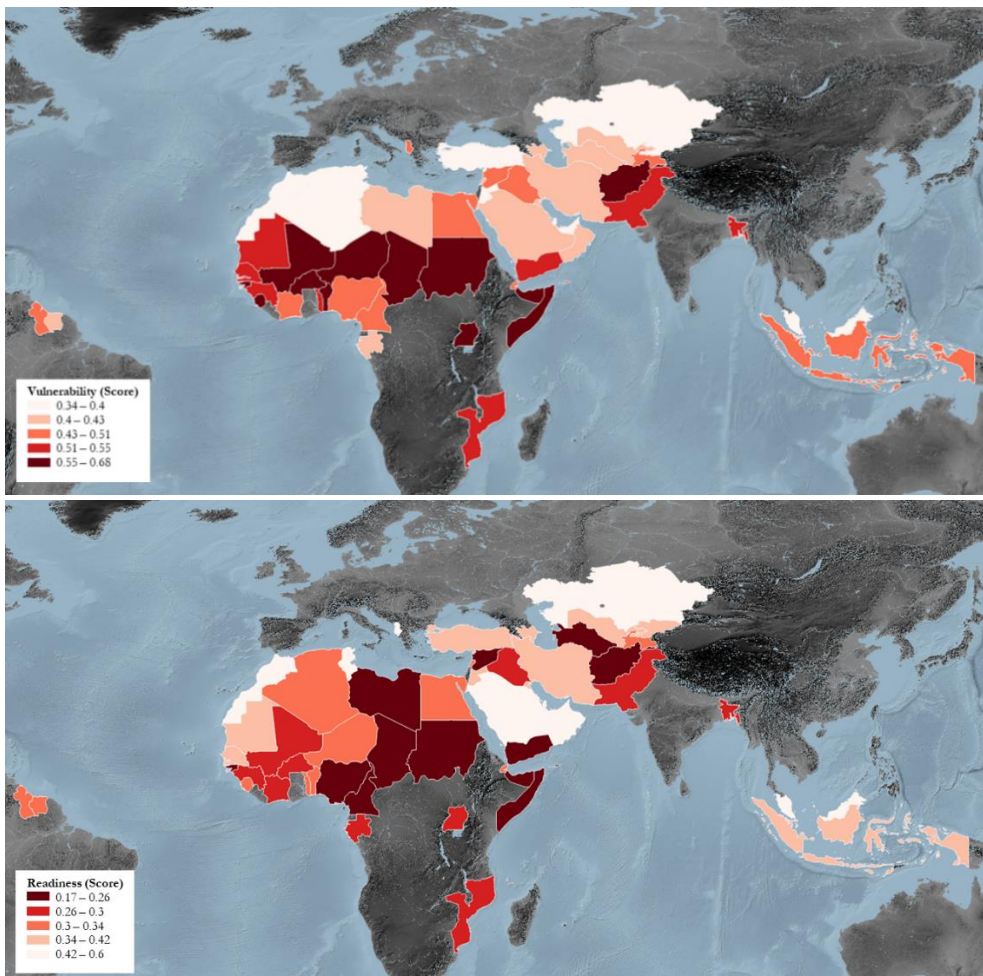 Vulnerability (Score)
0.34 – 0.4
0.4 – 0.43
0.43 – 0.51
0.51 – 0.55
0.55 – 0.68
Readiness (Score)
0.17 – 0.26
0.26 – 0.3
0.3 – 0.34
0.34 – 0.42
0.42 – 0.6